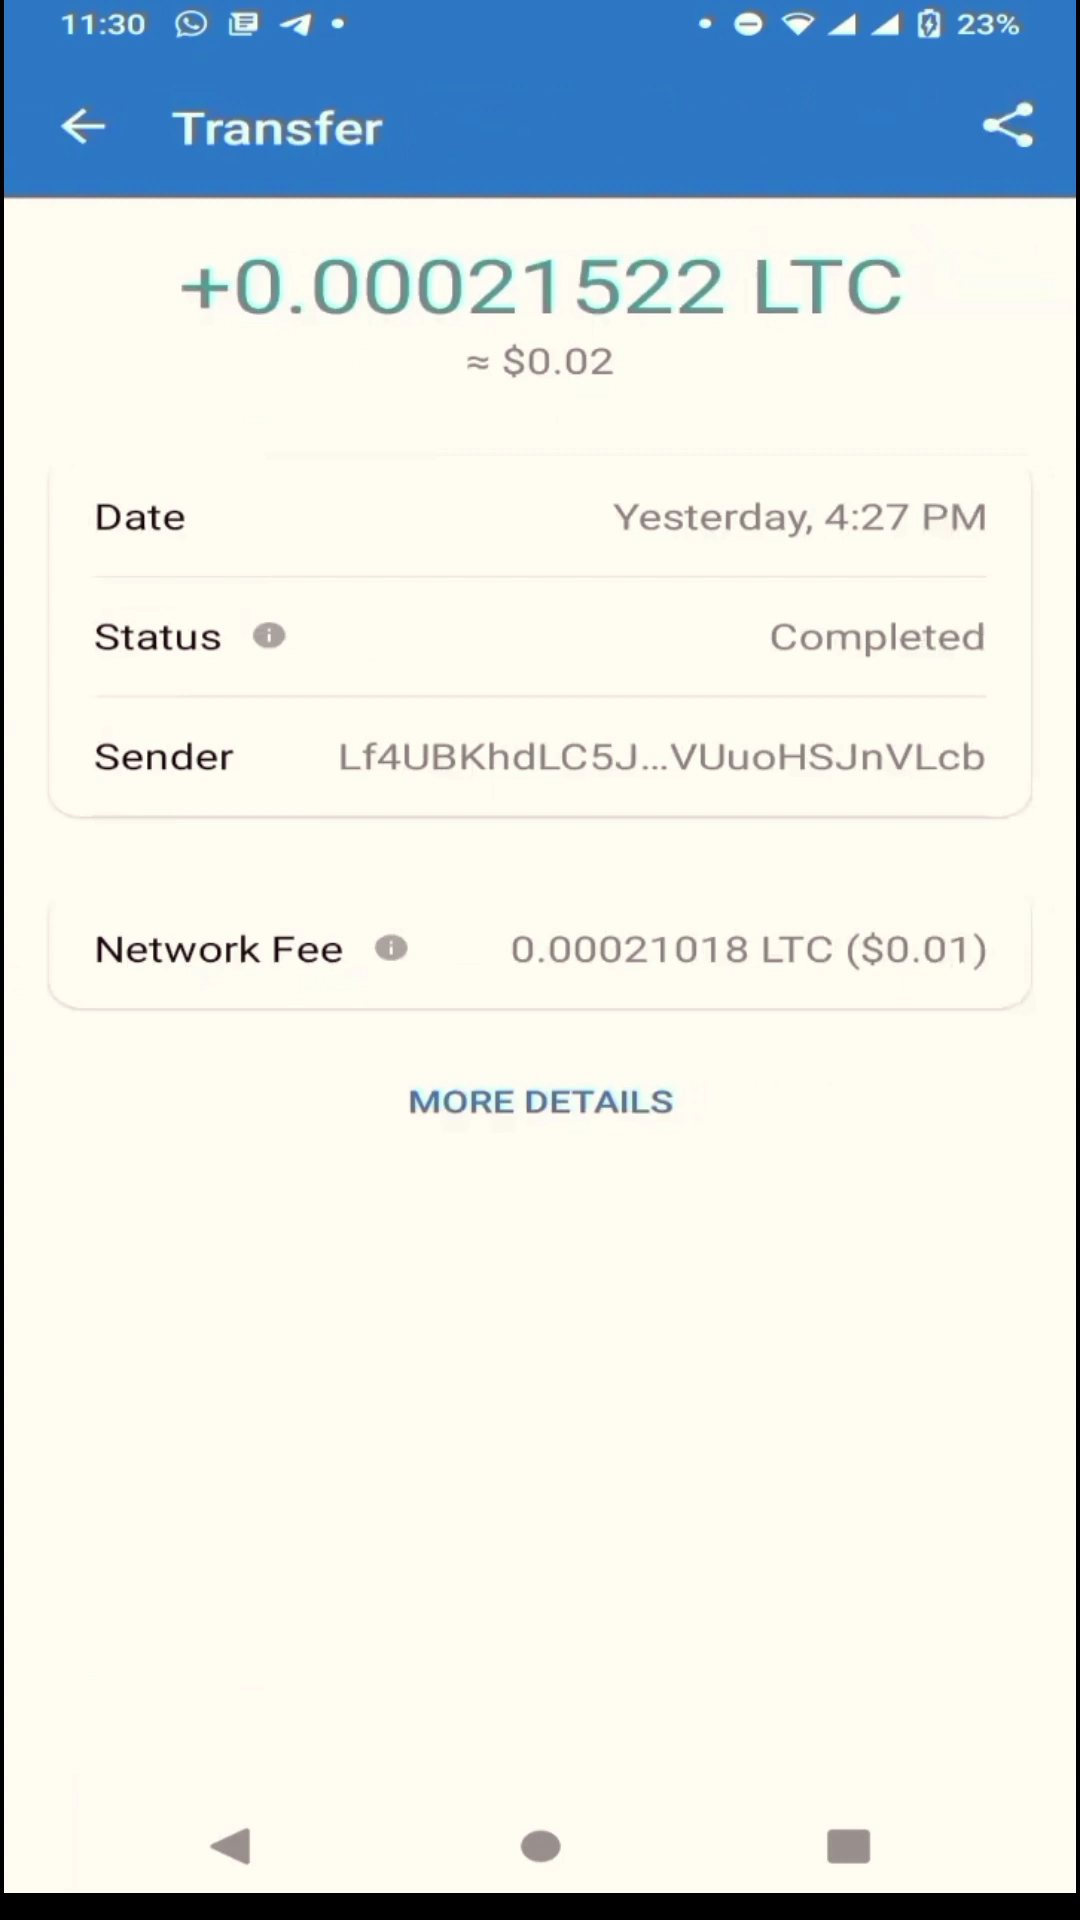 11:30 23%
Transfer
+0.00021522 LTC
≈ $0.02
Date Yesterday, 4:27 PM
Status Completed
Sender Lf4UBKhdLC5J...VUuoHSJnVLcb
Network Fee 0.00021018 LTC ($0.01)
MORE DETAILS